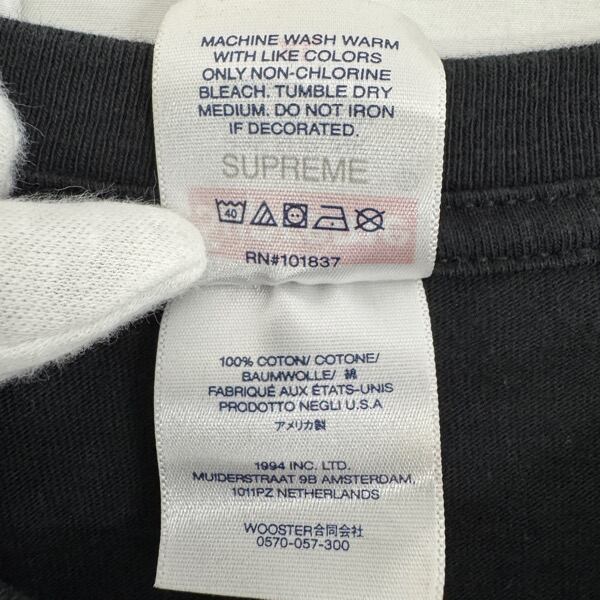 MACHINE WASH WARM
WITH LIKE COLORS
ONLY NON-CHLORINE
BLEACH. TUMBLE DRY
MEDIUM. DO NOT IRON
IF DECORATED.
SUPREME
40
RN#101837
100% COTON/ COTONE/
BAUMWOLLE/ 綿
FABRIQUÉ AUX ÉTATS-UNIS
PRODOTTO NEGLI U.S.A
アメリカ製
1994 INC. LTD.
MUIDERSTRAAT 9B AMSTERDAM,
1011PZ NETHERLANDS
WOOSTER合同会社
0570-057-300